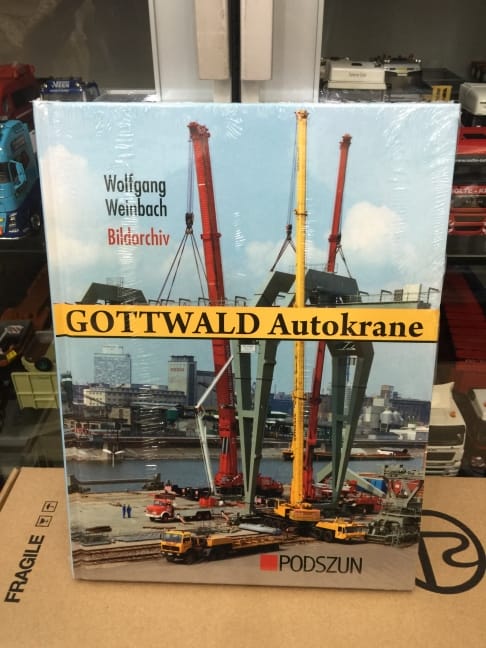 Wolfgang
Weinbach
Bildarchiv
GOTTWALD Autokrane
PODSZUN
FRAGILE